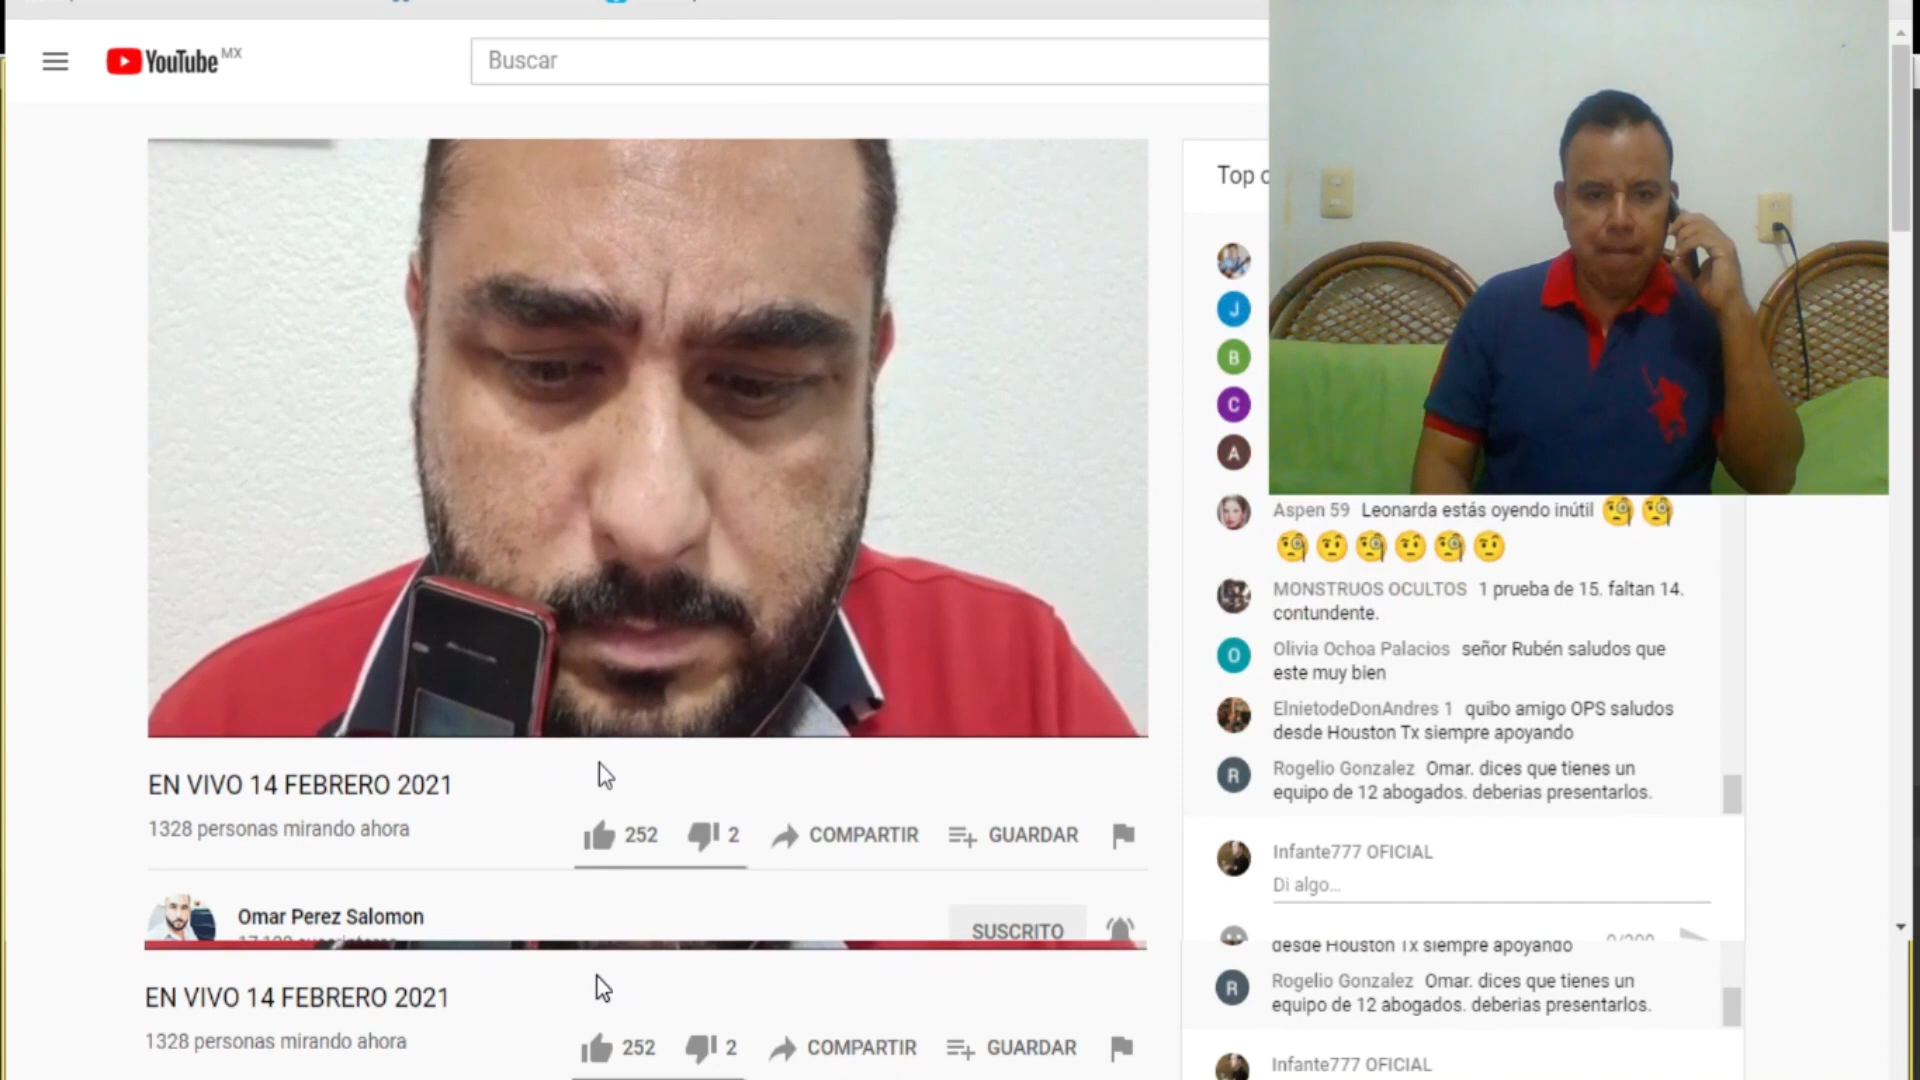 YouTube MX
Buscar
Top
J
B
C
A
Aspen 59 Leonarda estás oyendo inútil
MONSTRUOS OCULTOS 1 prueba de 15. faltan 14.
contundente.
O
Olivia Ochoa Palacios señor Rubén saludos que
este muy bien
ElnietodeDonAndres 1 quibo amigo OPS saludos
desde Houston Tx siempre apoyando
R
Rogelio Gonzalez Omar. dices que tienes un
equipo de 12 abogados. deberias presentarlos.
Infante777 OFICIAL
Di algo...
EN VIVO 14 FEBRERO 2021
1328 personas mirando ahora
252
2
COMPARTIR
GUARDAR
Omar Perez Salomon
SUSCRITO
0/200
desde Houston Tx siempre apoyando
R
Rogelio Gonzalez Omar. dices que tienes un
equipo de 12 abogados. deberias presentarlos.
Infante777 OFICIAL
EN VIVO 14 FEBRERO 2021
1328 personas mirando ahora
252
2
COMPARTIR
GUARDAR